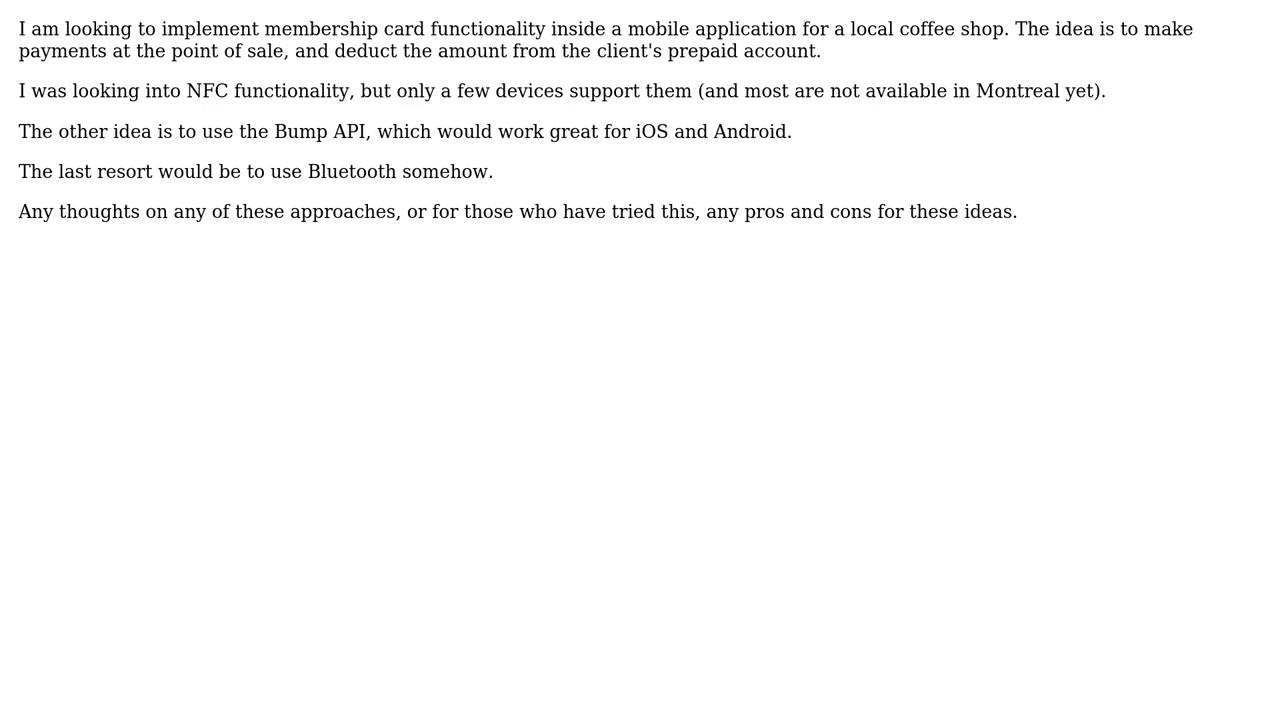 I am looking to implement membership card functionality inside a mobile application for a local coffee shop. The idea is to make
payments at the point of sale, and deduct the amount from the client's prepaid account.
I was looking into NFC functionality, but only a few devices support them (and most are not available in Montreal yet).
The other idea is to use the Bump API, which would work great for iOS and Android.
The last resort would be to use Bluetooth somehow.
Any thoughts on any of these approaches, or for those who have tried this, any pros and cons for these ideas.